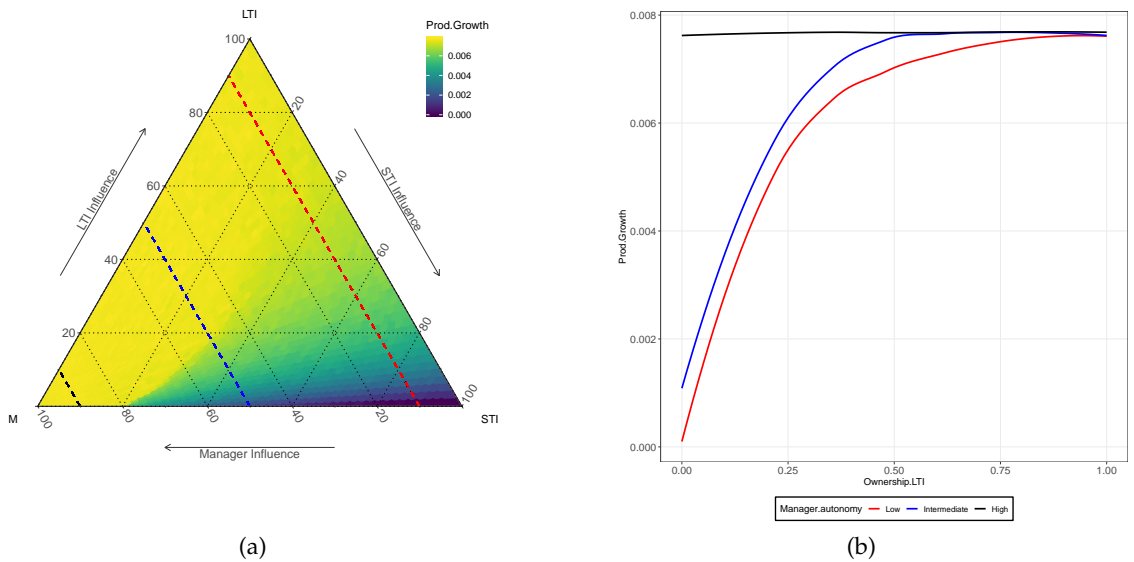 LTI
Prod.Growth
0.006
0.004
0.002
0.000
100
80
60
40
20
20
40
60
80
100
LTI Influence
STI Influence
M
STI
100
80
60
40
20
Manager Influence
(a)
0.008
0.006
0.004
0.002
0.000
Prod.Growth
0.00 0.25 0.50 0.75 1.00
Ownership.LTI
Manager.autonomy Low Intermediate High
(b)